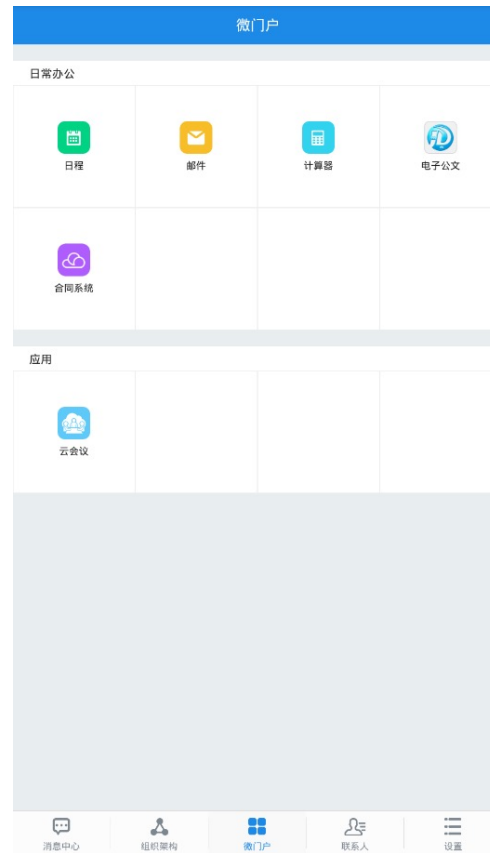 微门户
日常办公
日程
邮件
计算器
电子公文
合同系统
应用
云会议
消息中心
组织架构
微门户
联系人
设置